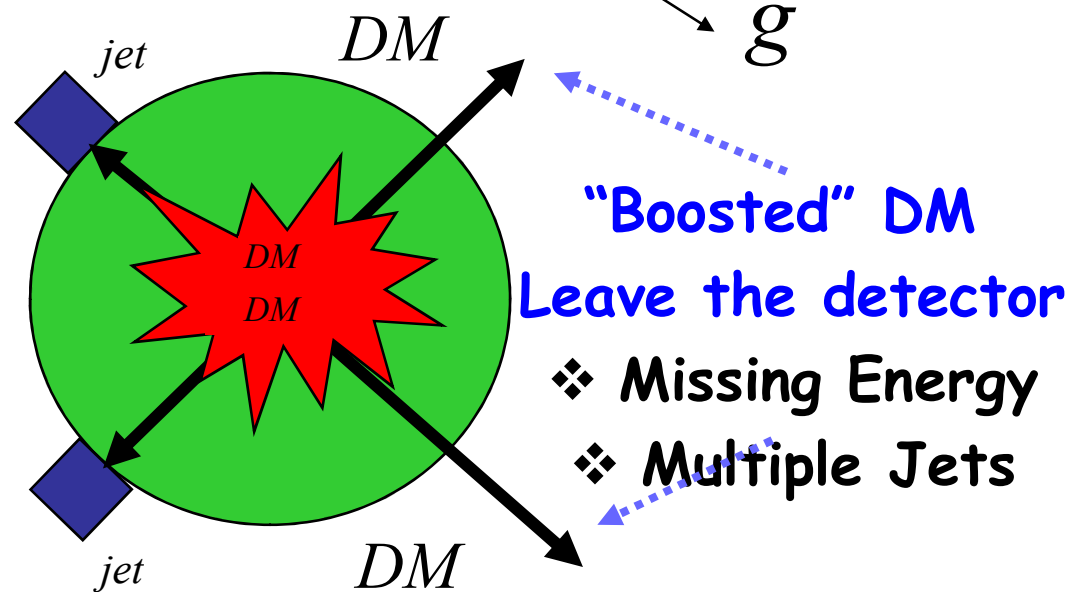 jet
DM
g
DM
DM
“Boosted” DM
Leave the detector
❖ Missing Energy
❖ Multiple Jets
jet
DM